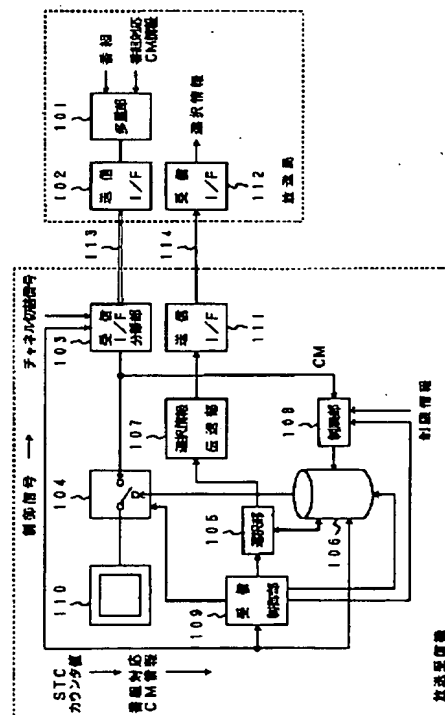 放送局
番組
番組対応
CM情報
101
多重部
102
送信
I/F
選択情報
112
受信
I/F
113
114
チャネル切替信号
103
受信
I/F
分離部
111
送信
I/F
制御信号
CM
107
選択情報
伝送部
108
制限部
制限情報
104
105
選択部
106
110
109
受信
制御部
STC
カウンタ値
番組対応
CM情報
放送受信機